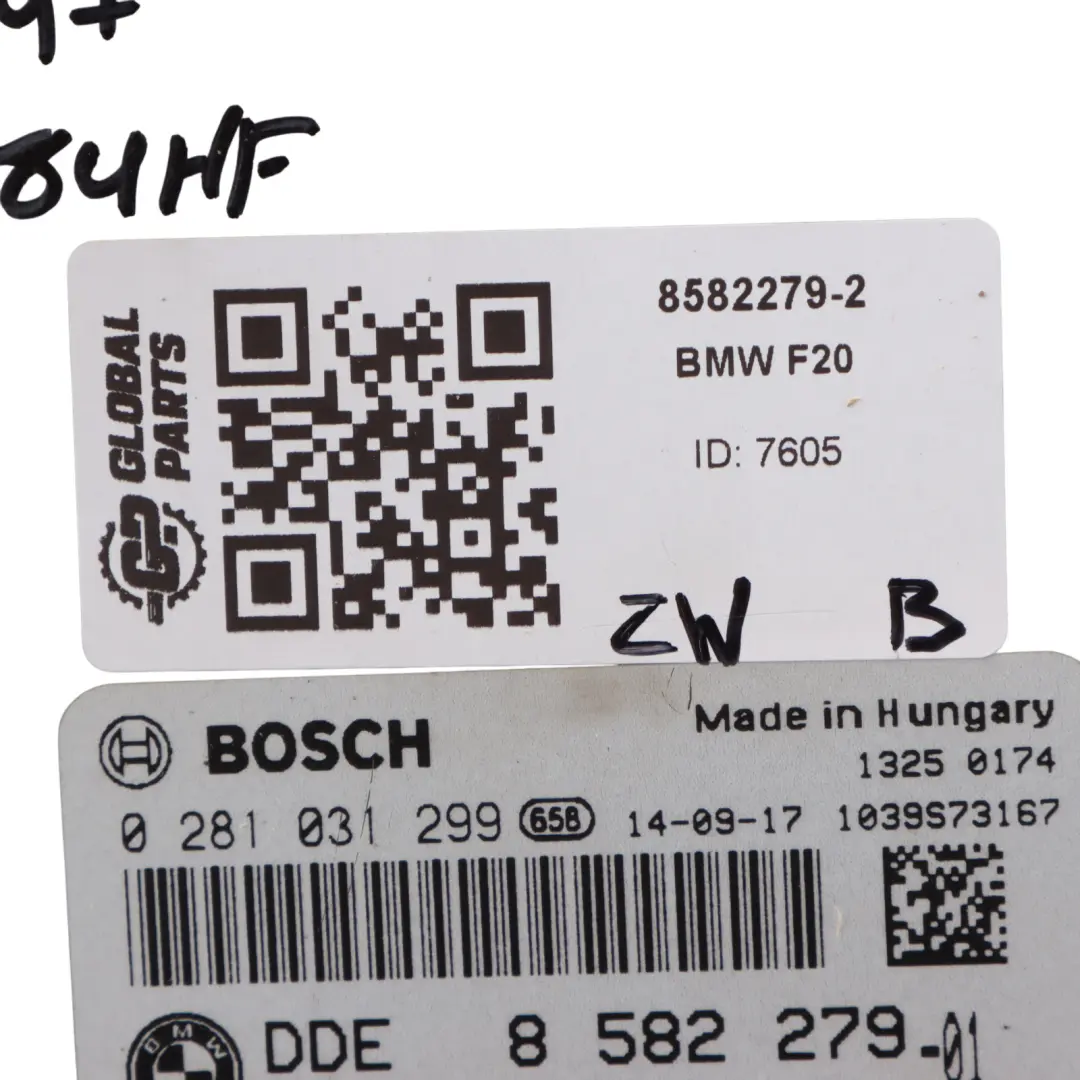 84HF
GLOBAL
PARTS
8582279-2
BMW F20
ID: 7605
ZW B
BOSCH
Made in Hungary
1325 0174
0 281 031 299 658 14-09-17 1039S73167
BMW DDE 8 582 279-01